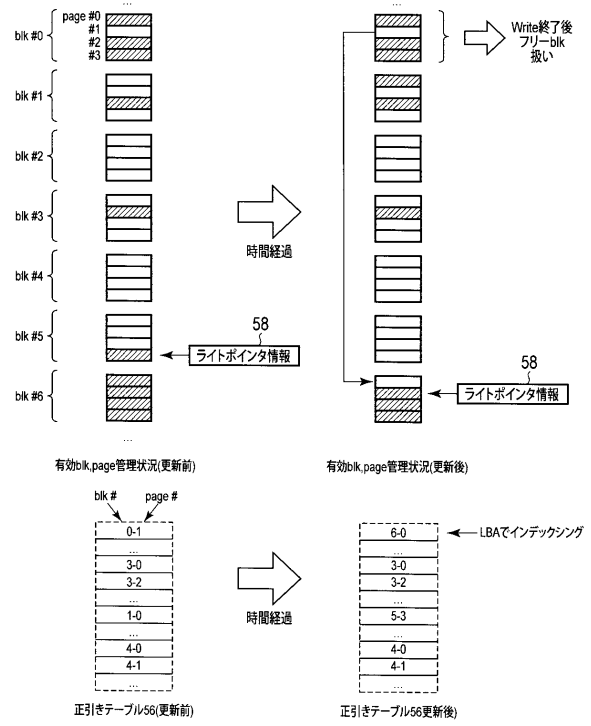 ...
page #0
#1
#2
#3
blk #0
blk #1
blk #2
blk #3
blk #4
blk #5
blk #6
58
ライトポインタ情報
...
有効blk,page管理状況(更新前)
時間経過
...
Write終了後
フリーblk
扱い
58
ライトポインタ情報
...
有効blk,page管理状況(更新後)
blk #
page #
0-1
...
3-0
3-2
...
1-0
...
4-0
4-1
...
正引きテーブル56(更新前)
時間経過
6-0
...
3-0
3-2
...
5-3
...
4-0
4-1
...
LBAでインデックシング
正引きテーブル56更新後)